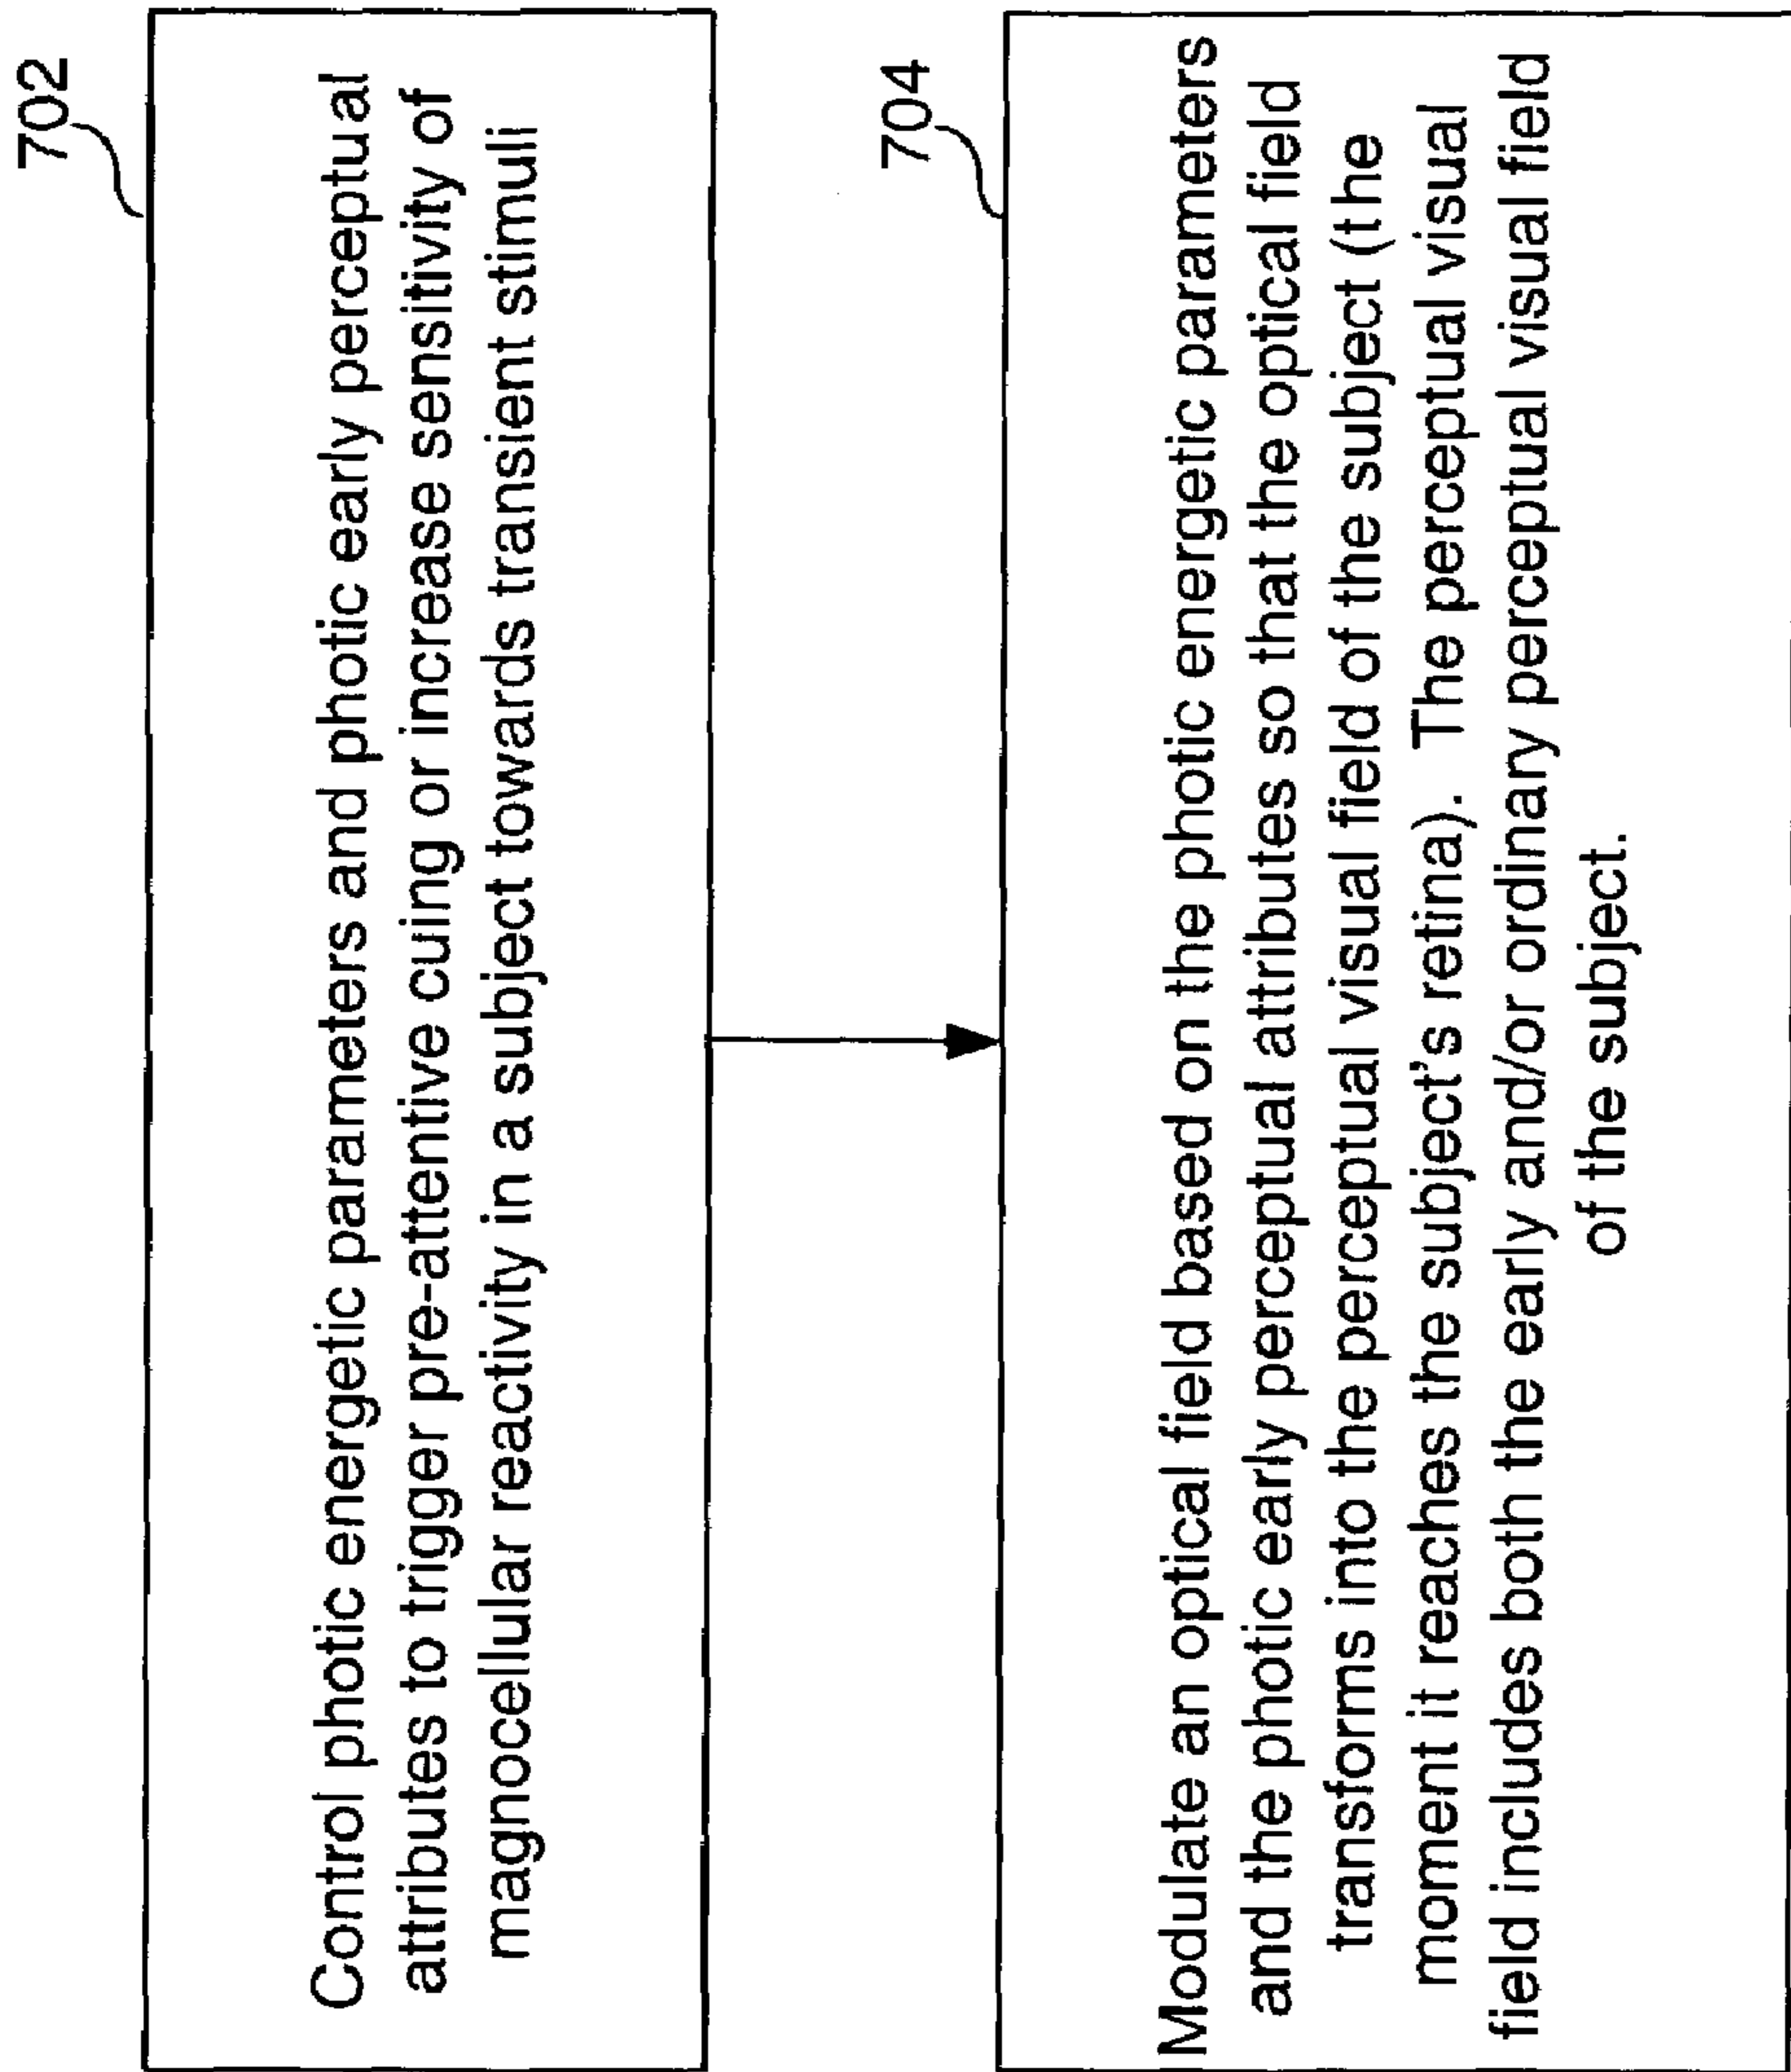 702
Control photic energetic parameters and photic early perceptual
attributes to trigger pre-attentive cuing or increase sensitivity of
magnocellular reactivity in a subject towards transient stimuli
704
Modulate an optical field based on the photic energetic parameters
and the photic early perceptual attributes so that the optical field
transforms into the perceptual visual field of the subject (the
moment it reaches the subject's retina). The perceptual visual
field includes both the early and/or ordinary perceptual visual field
of the subject.